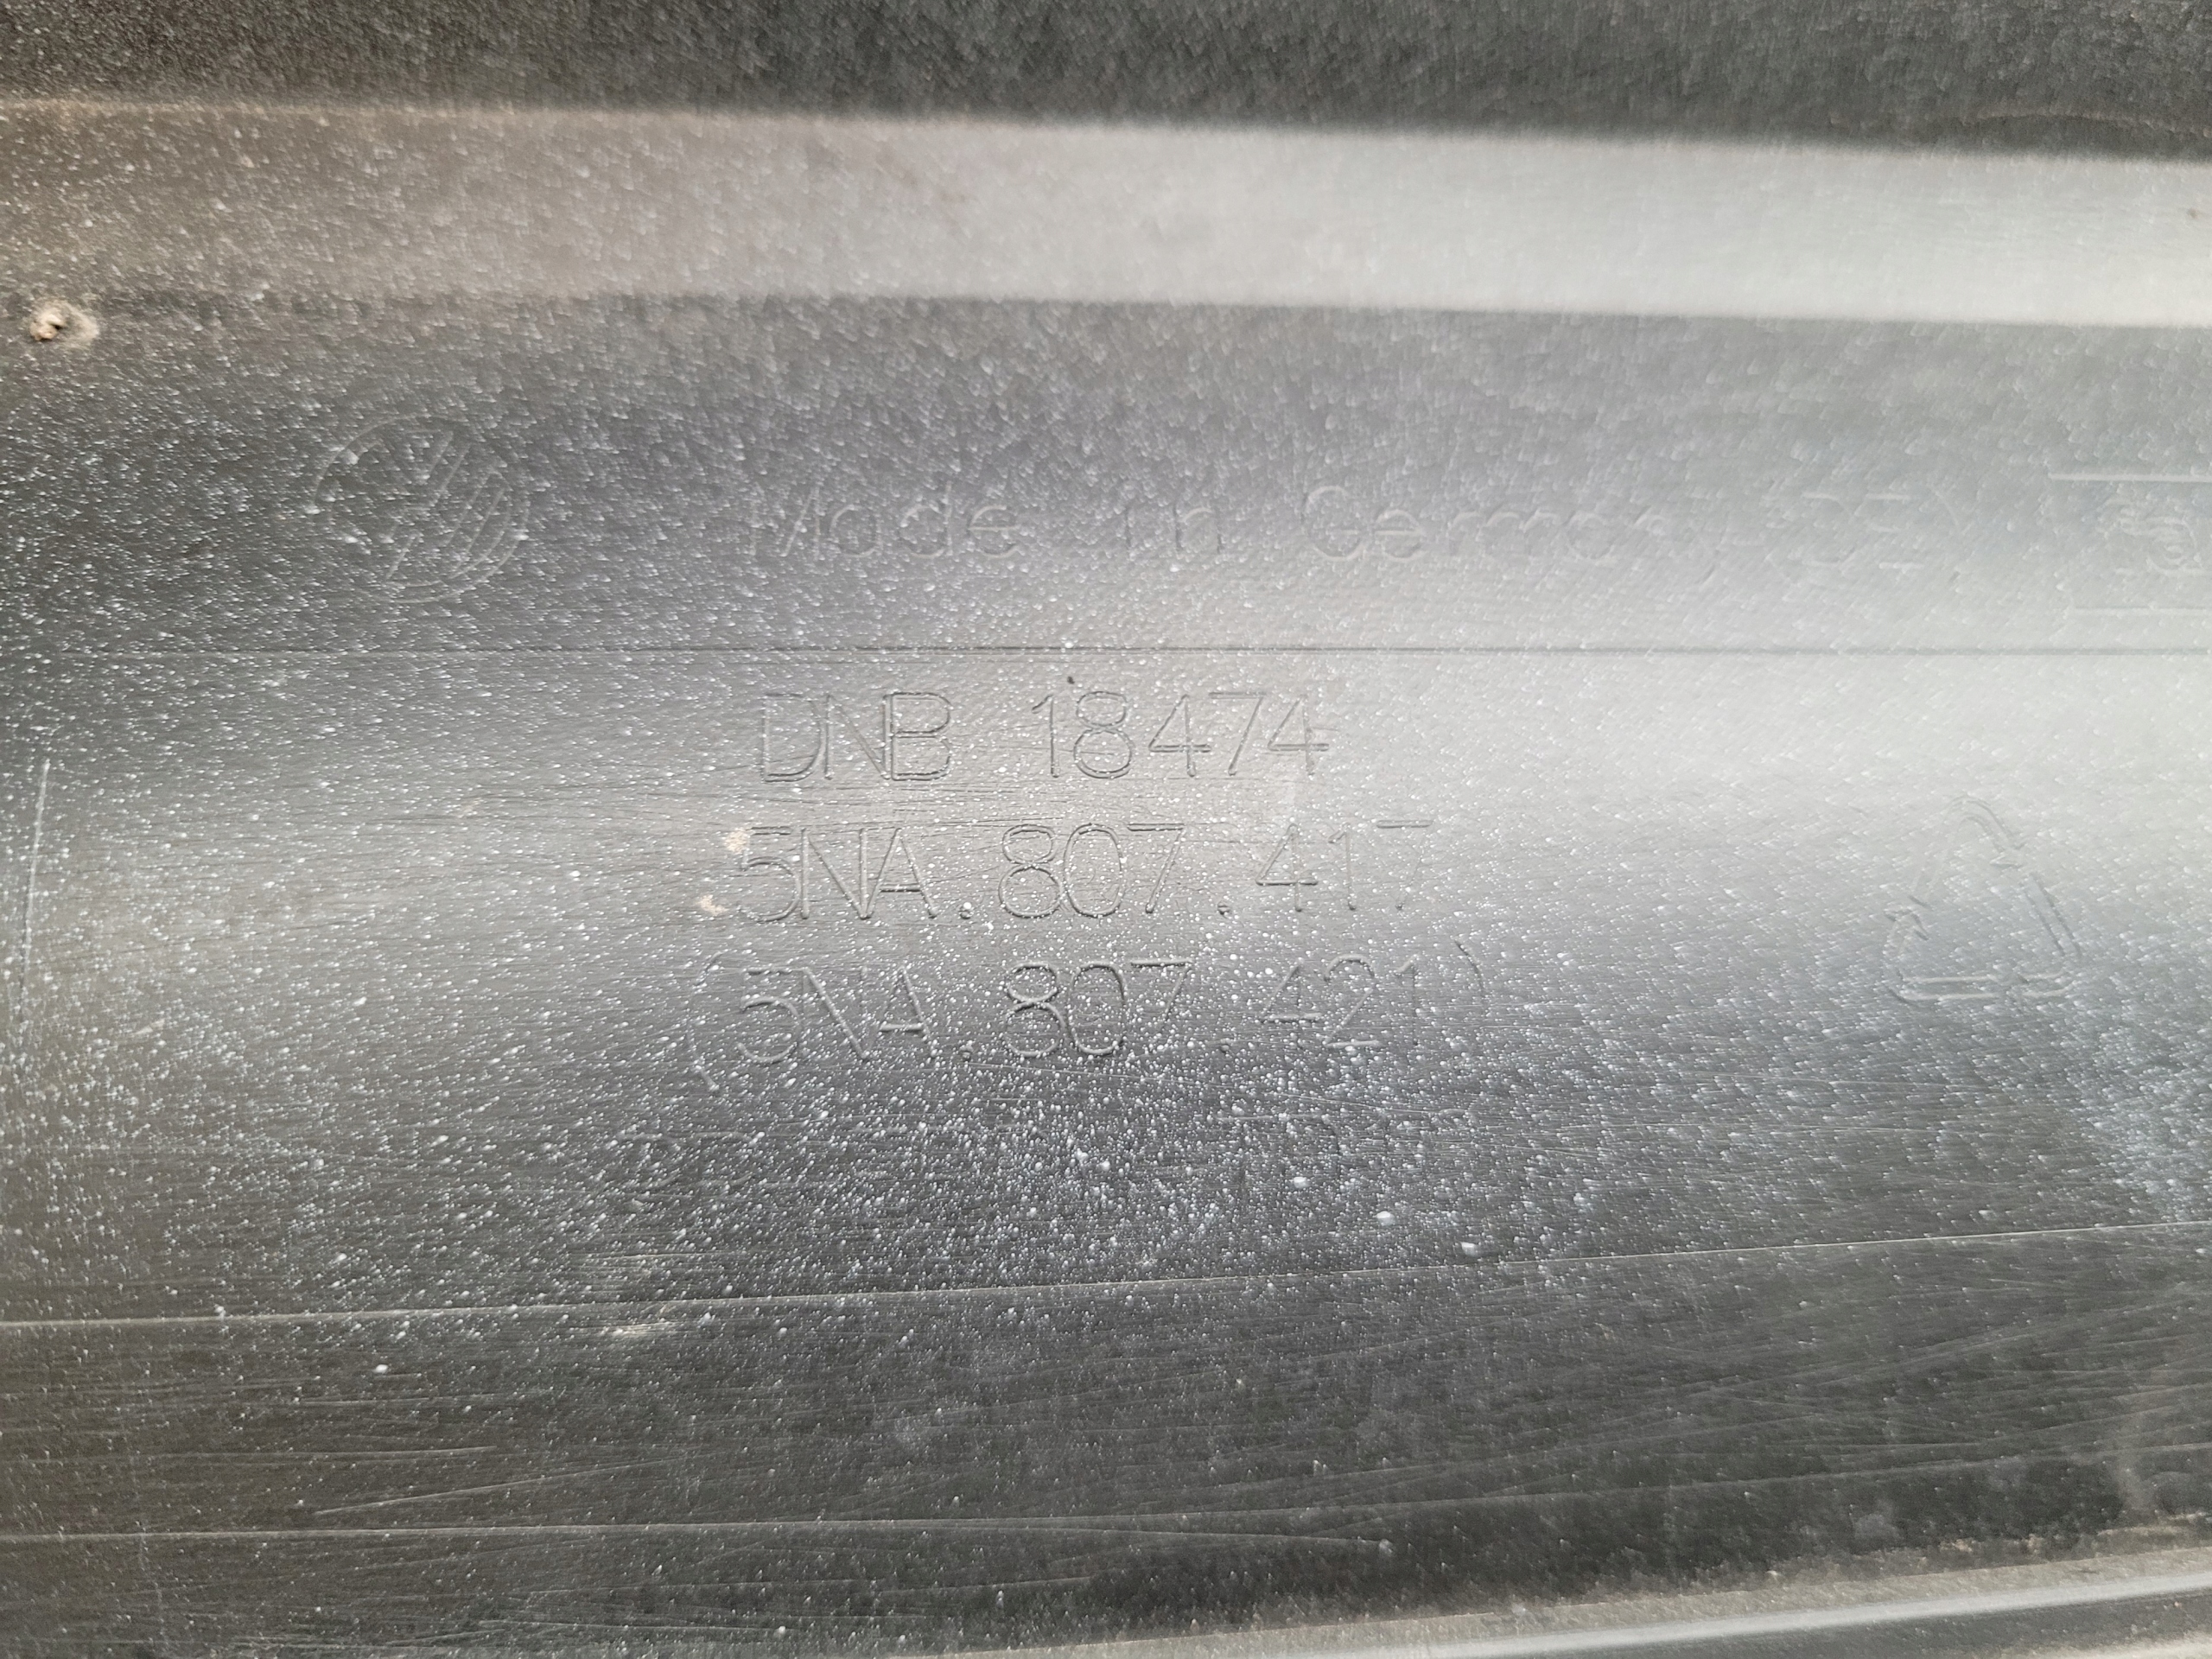 Made in Germany
DNB 18474
5NA.807.417
(5NA.807.421)